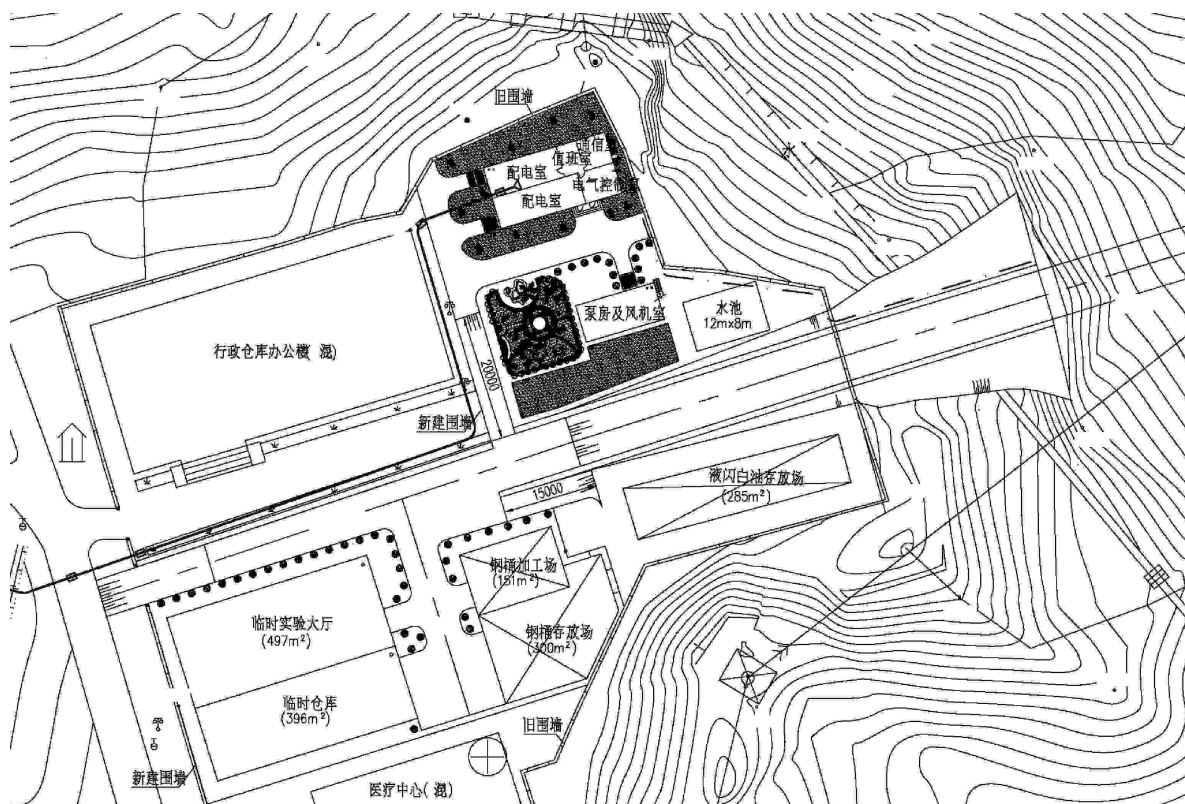 旧围墙
通信室
值班室
配电室
电气控制室
配电室
泵房及风机室
水池
12mx8m
行政仓库办公楼(混)
20000
新建围墙
液闪白油存放场
(285m²)
15000
钢桶加工场
(151m²)
临时实验大厅
(497m²)
钢桶存放场
(300m²)
临时仓库
(396m²)
旧围墙
新建围墙
医疗中心(混)